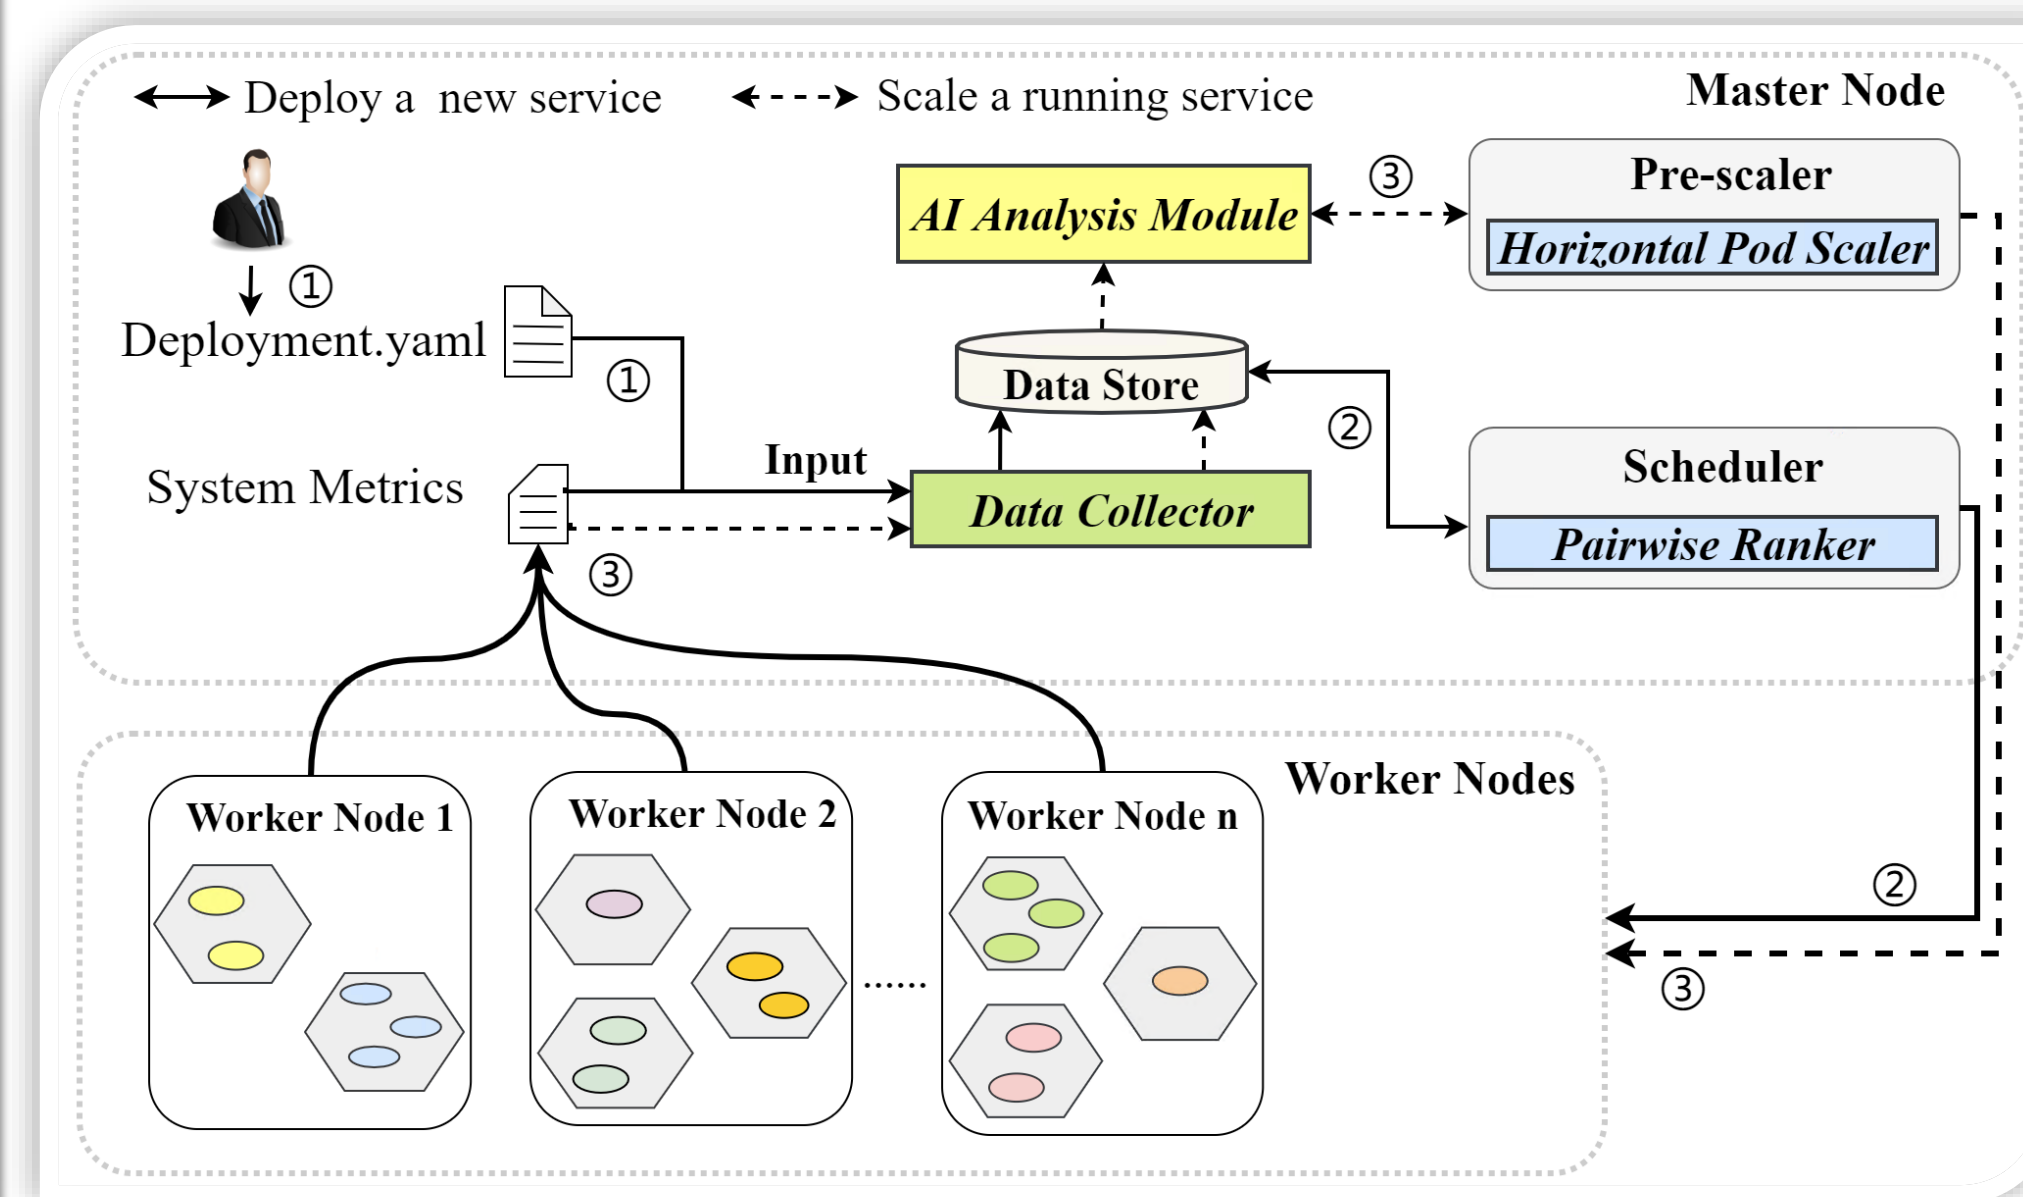 Deploy a new service
Scale a running service
Master Node
①
Deployment.yaml
①
System Metrics
③
Input
AI Analysis Module
③
Pre-scaler
Horizontal Pod Scaler
Data Store
②
Data Collector
Scheduler
Pairwise Ranker
Worker Nodes
Worker Node 1
Worker Node 2
......
Worker Node n
②
③